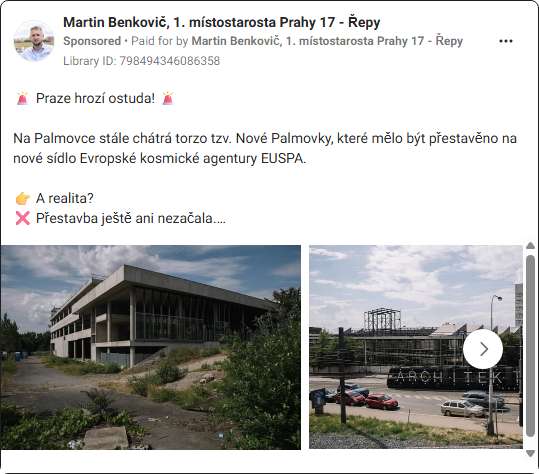 Martin Benkovič, 1. místostarosta Prahy 17 - Řepy
Sponsored • Paid for by Martin Benkovič, 1. místostarosta Prahy 17 - Řepy
Library ID: 798494346086358
🚨 Praze hrozí ostuda! 🚨
Na Palmovce stále chátrá torzo tzv. Nové Palmovky, které mělo být přestavěno na
nové sídlo Evropské kosmické agentury EUSPA.
👉 A realita?
❌ Přestavba ještě ani nezačala....
ARCHITEK